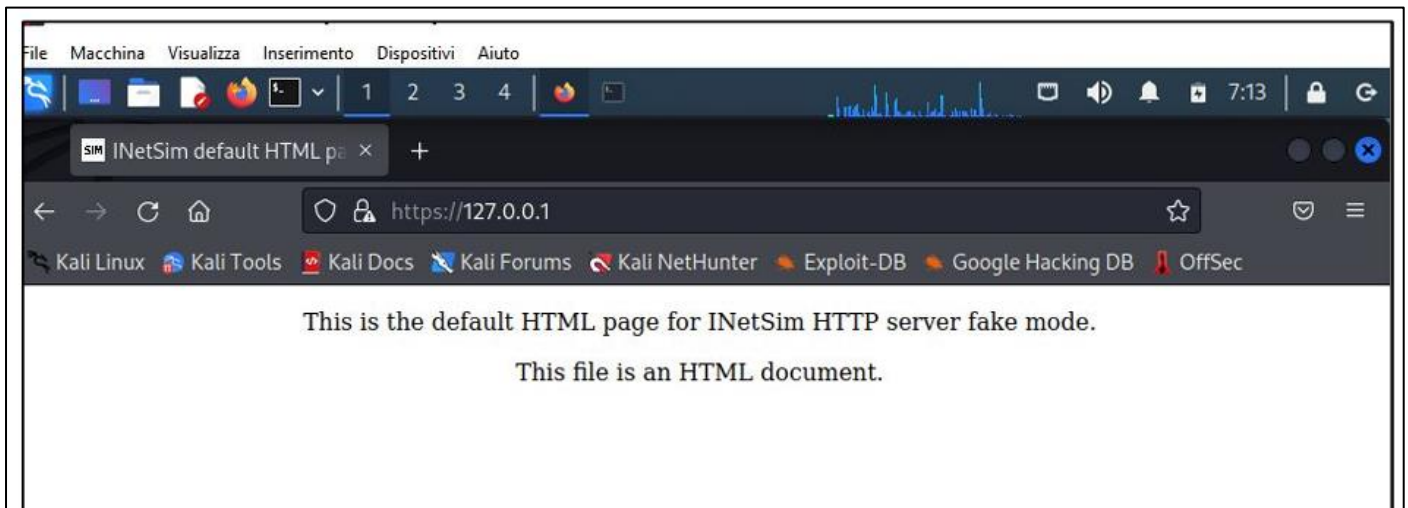 File Macchina Visualizza Inserimento Dispositivi Aiuto
1 2 3 4 7:13
SIM INetSim default HTML pa
https://127.0.0.1
Kali Linux Kali Tools Kali Docs Kali Forums Kali NetHunter Exploit-DB Google Hacking DB OffSec
This is the default HTML page for INetSim HTTP server fake mode.
This file is an HTML document.